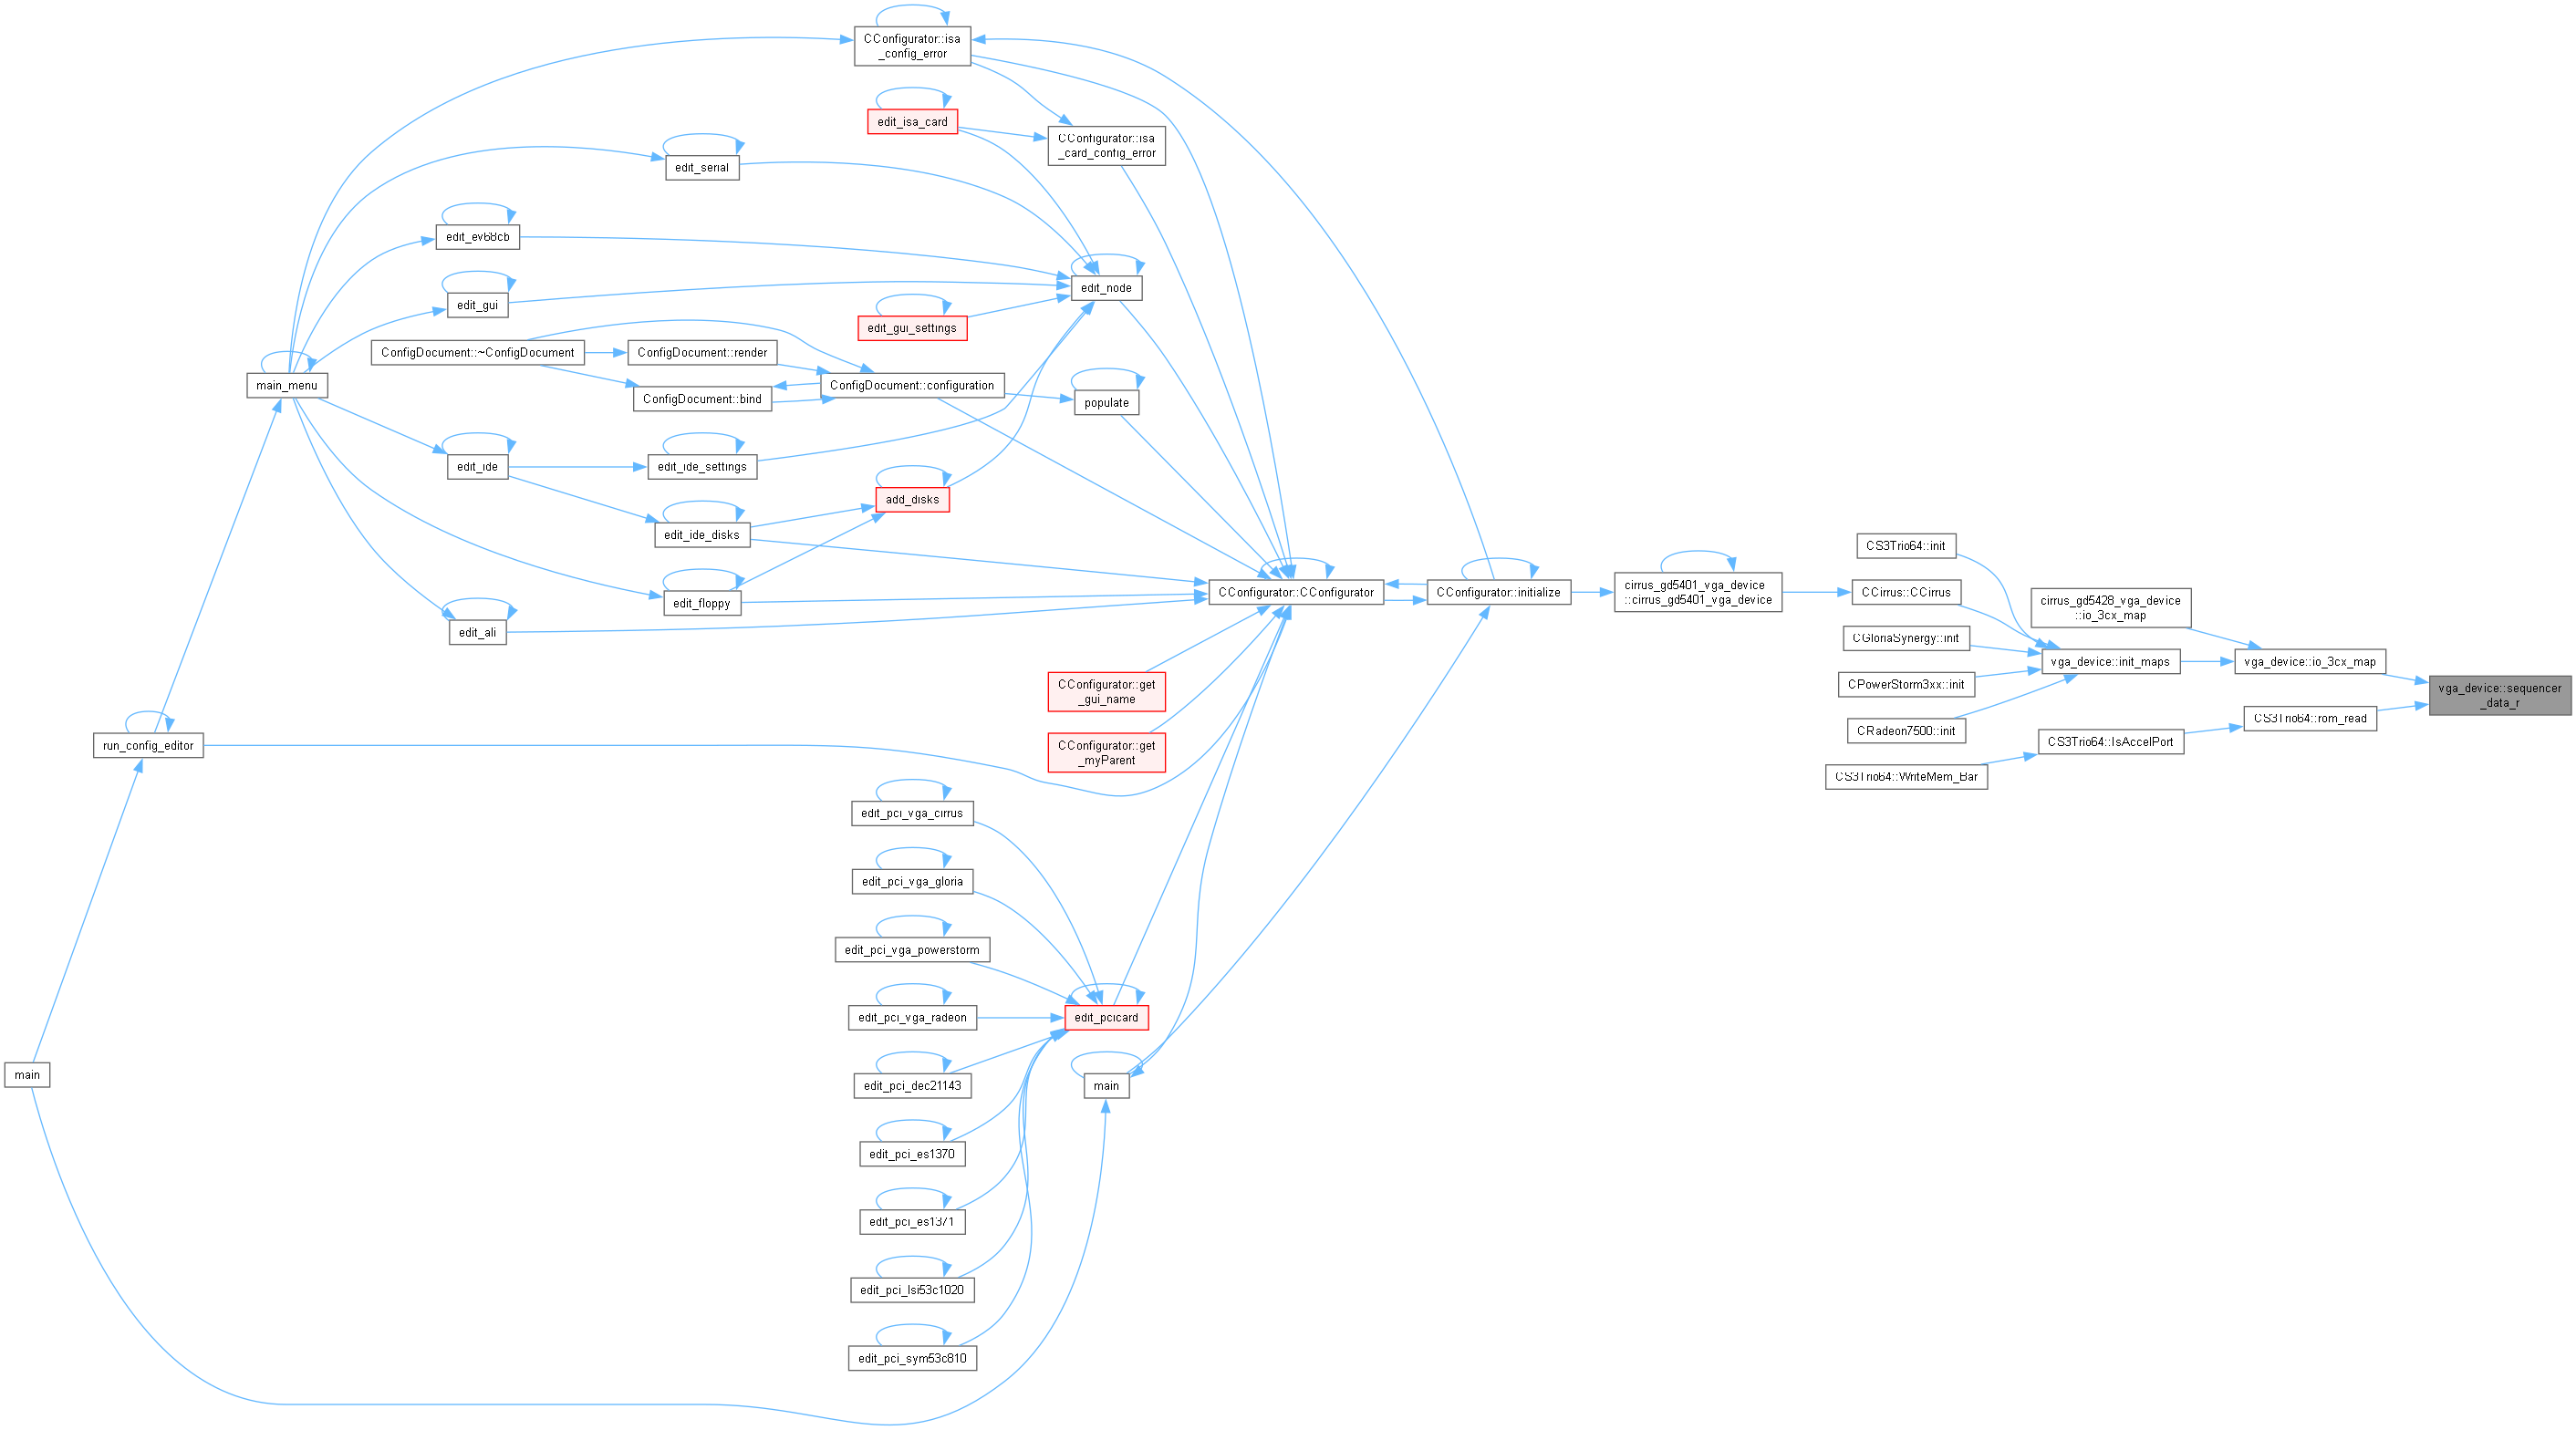 CConfigurator::isa
_config_error
edit_isa_card
CConfigurator::isa
_card_config_error
edit_serial
edit_ev68cb
edit_node
edit_gui
edit_gui_settings
ConfigDocument::~ConfigDocument
ConfigDocument::render
main_menu
ConfigDocument::configuration
ConfigDocument::bind
populate
edit_ide
edit_ide_settings
add_disks
edit_ide_disks
CS3Trio64::init
CConfigurator::CConfigurator
CConfigurator::initialize
cirrus_gd5401_vga_device
::cirrus_gd5401_vga_device
CCirrus::CCirrus
cirrus_gd5428_vga_device
::io_3cx_map
edit_floppy
edit_ali
CGloriaSynergy::init
vga_device::init_maps
vga_device::io_3cx_map
CConfigurator::get
_gui_name
CPowerStorm3xx::init
vga_device::sequencer
_data_r
CS3Trio64::rom_read
CRadeon7500::init
run_config_editor
CConfigurator::get
_myParent
CS3Trio64::IsAccelPort
CS3Trio64::WriteMem_Bar
edit_pci_vga_cirrus
edit_pci_vga_gloria
edit_pci_vga_powerstorm
edit_pci_vga_radeon
edit_pcicard
main
edit_pci_dec21143
main
edit_pci_es1370
edit_pci_es1371
edit_pci_lsi53c1020
edit_pci_sym53c810